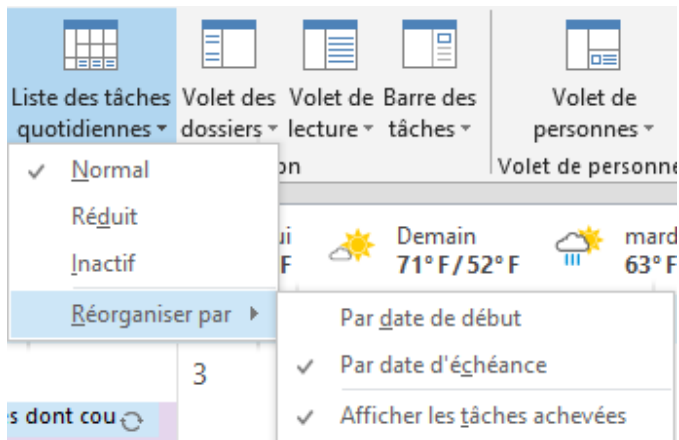 Liste des tâches
quotidiennes
Volet des
dossiers
Volet de
lecture
Barre des
tâches
Volet de
personnes
on
Volet de personne
Normal
Réduit
Inactif
Réorganiser par
ui
F
Demain
71° F / 52° F
mard
63° F
Par date de début
Par date d'échéance
Afficher les tâches achevées
3
s dont cou